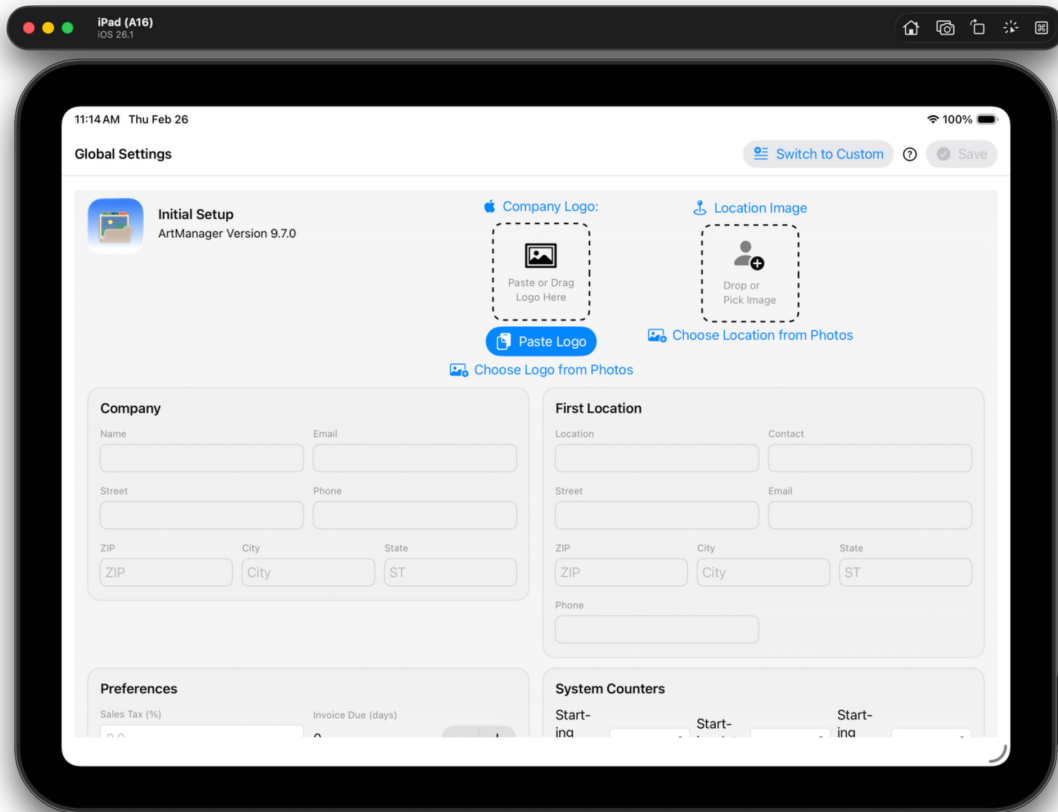 iPad (A16)
iOS 26.1
11:14 AM Thu Feb 26
100%
Global Settings
Switch to Custom
Save
Initial Setup
ArtManager Version 9.7.0
Company Logo:
Location Image
Paste or Drag
Logo Here
Drop or
Pick Image
Paste Logo
Choose Location from Photos
Choose Logo from Photos
Company
Name
Email
Street
Phone
ZIP
City
State
ZIP
City
ST
First Location
Location
Contact
Street
Email
ZIP
City
State
ZIP
City
ST
Phone
Preferences
Sales Tax (%)
Invoice Due (days)
System Counters
Start-
ing
Start-
Start-
ing